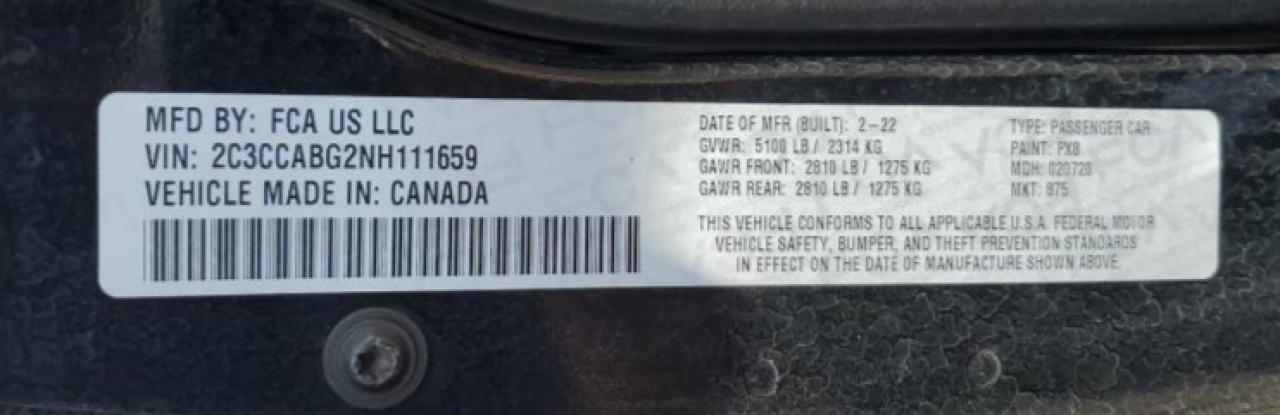 MFD BY: FCA US LLC
VIN: 2C3CCABG2NH111659
VEHICLE MADE IN: CANADA
DATE OF MFR (BUILT): 2-22
GVWR: 5100 LB / 2314 KG
GAWR FRONT: 2810 LB / 1275 KG
GAWR REAR: 2810 LB / 1275 KG
TYPE: PASSENGER CAR
PAINT: PX8
MDH: 020720
MKT: 875
THIS VEHICLE CONFORMS TO ALL APPLICABLE U.S.A. FEDERAL MOTOR
VEHICLE SAFETY, BUMPER, AND THEFT PREVENTION STANDARDS
IN EFFECT ON THE DATE OF MANUFACTURE SHOWN ABOVE.